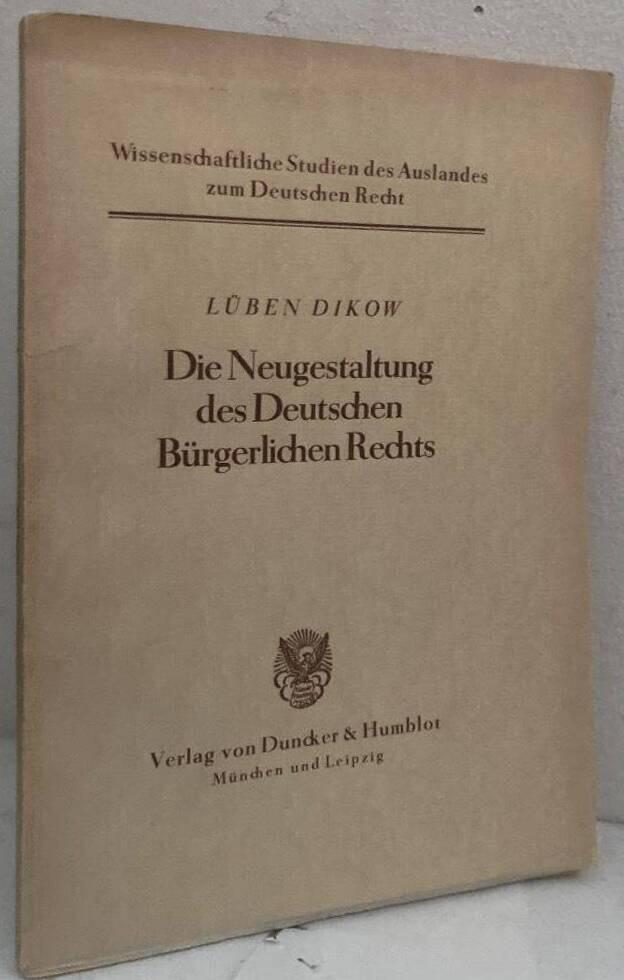 Wissenschaftliche Studien des Auslandes
zum Deutschen Recht
LÜBEN DIKOW
Die Neugestaltung
des Deutschen
Bürgerlichen Rechts
Verlag von Duncker & Humblot
München und Leipzig